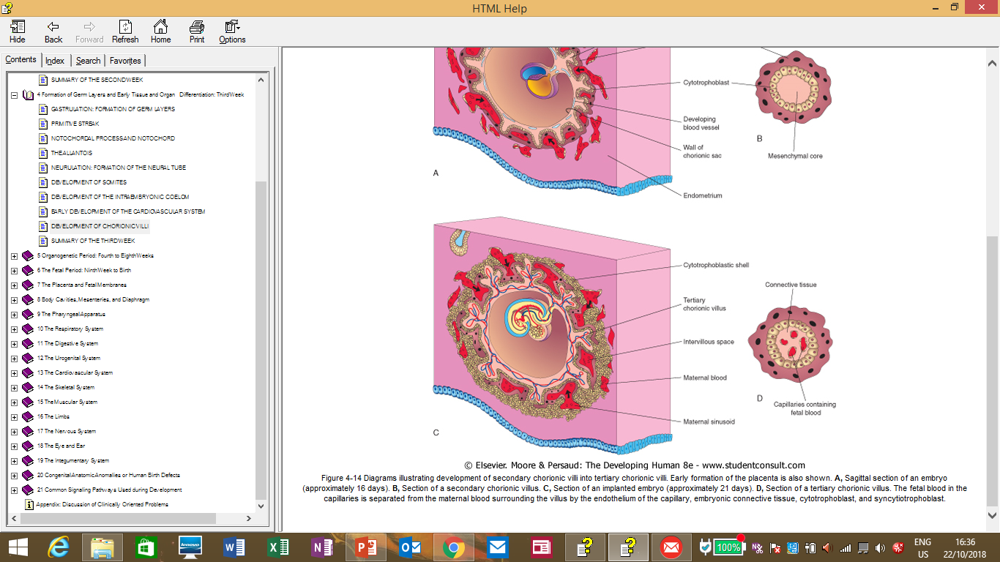 HTML Help
Hide Back Forward Refresh Home Print Options
Contents Index Search Favorites
SUMMARY OF THE SECONDWEEK
4 Formation of Germ Layers and Early Tissue and Organ Differentiation: ThirdWeek
GASTRULATION: FORMATION OF GERM LAYERS
PRMITIVE STREAK
NOTOCHORDAL PROCESSAND NOTOCHORD
THEALLANTOIS
NEURULATION: FORMATION OF THE NEURAL TUBE
DEVELOPMENT OF SOMITES
DEVELOPMENT OF THE INTRAEMBRYONIC COELOM
EARLY DEVELOPMENT OF THE CARDIOVASCULAR SYSTEM
DEVELOPMENT OF CHORIONICVILLI
SUMMARY OF THE THIRDWEEK
5 Organogenetic Period: Fourth to EighthWeeks
6 The Fetal Period: NinthWeek to Birth
7 The Placenta and Fetal Membranes
8 Body Cavities, Mesenteries, and Diaphragm
9 The PharyngealApparatus
10 The Respiratory System
11 The Digestive System
12 The Urogenital System
13 The Cardiovascular System
14 The Skeletal System
15 The Muscular System
16 The Limbs
17 The Nervous System
18 The Eye and Ear
19 The Integumentary System
20 CongenitalAnatomicAnomalies or Human Birth Defects
21 Common Signaling Pathways Used during Development
Appendix: Discussion of Clinically Oriented Problems
Cytotrophoblast
Developing
blood vessel
Wall of
chorionic sac
Endometrium
A
B
Mesenchymal core
Cytotrophoblastic shell
Tertiary
chorionic villus
Intervillous space
Maternal blood
Maternal sinusoid
C
Connective tissue
D
Capillaries containing
fetal blood
© Elsevier. Moore & Persaud: The Developing Human 8e - www.studentconsult.com
Figure 4-14 Diagrams illustrating development of secondary chorionic villi into tertiary chorionic villi. Early formation of the placenta is also shown. A, Sagittal section of an embryo
(approximately 16 days). B, Section of a secondary chorionic villus. C, Section of an implanted embryo (approximately 21 days). D, Section of a tertiary chorionic villus. The fetal blood in the
capillaries is separated from the maternal blood surrounding the villus by the endothelium of the capillary, embryonic connective tissue, cytotrophoblast, and syncytiotrophoblast.
lenovo
100%
ENG
US
16:36
22/10/2018